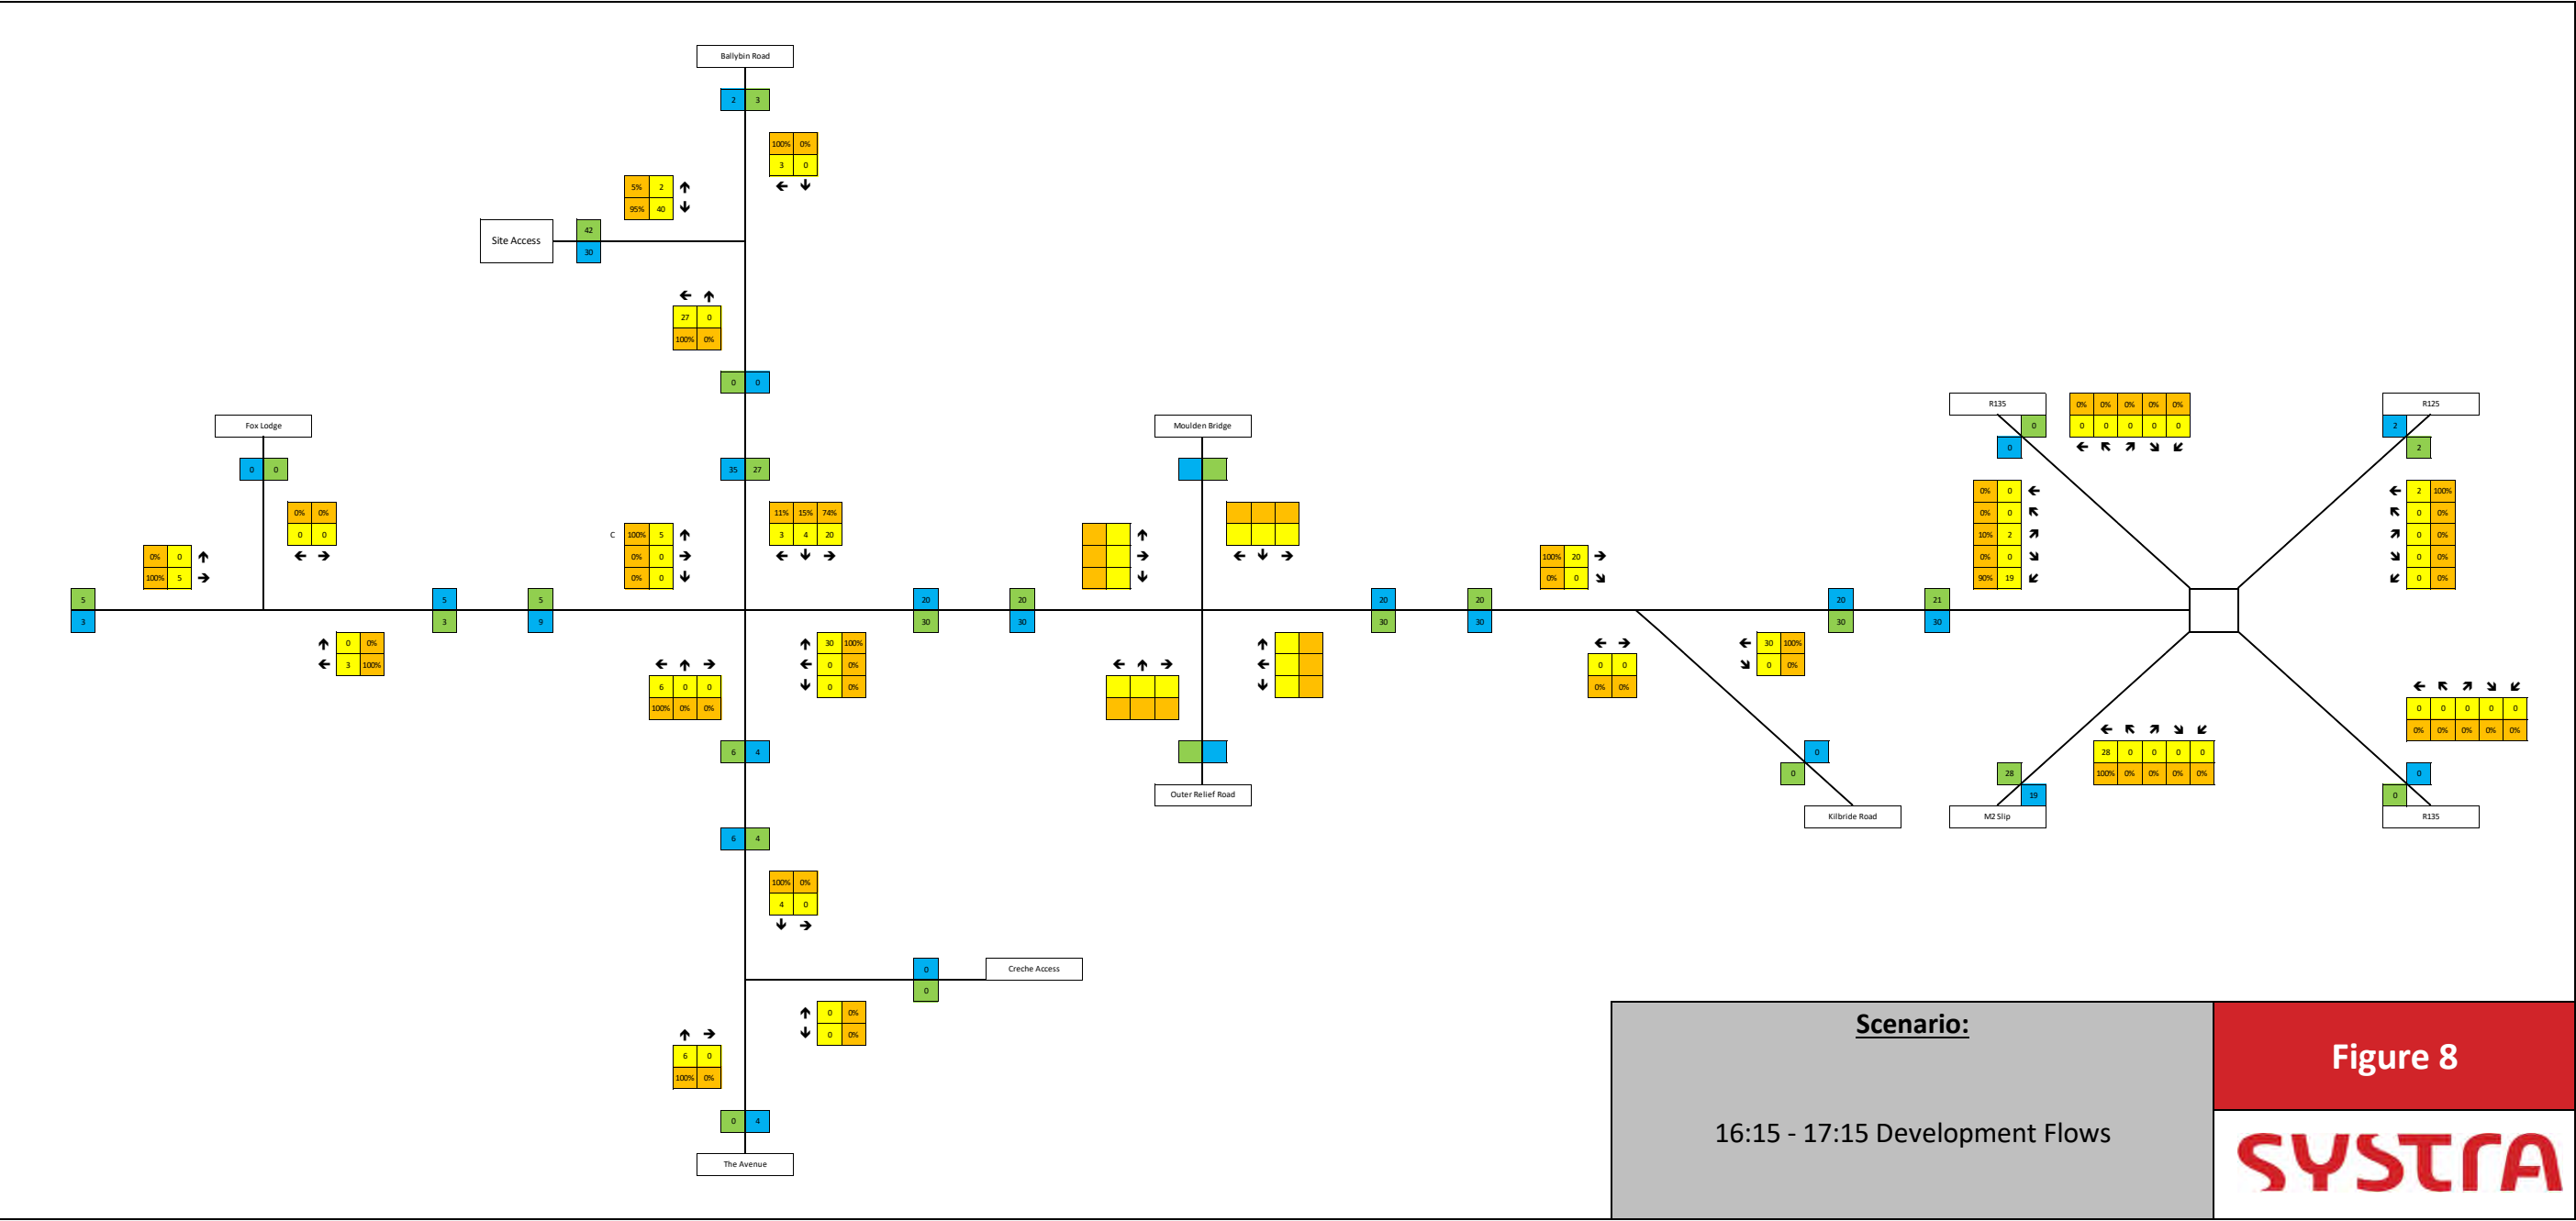 Ballybin Road
2 3
100% 0%
3 0
← ↓
5% 2 ↑
95% 40 ↓
42
Site Access
30
← ↑
27 0
100% 0%
0 0
R135
0% 0% 0% 0% 0%
R125
Fox Lodge
Moulden Bridge
0
0 0 0 0 0
2
0
← ↖ ↗ ↘ ↙
2
0 0
35 27
0% 0 ←
← 2 100%
0% 0%
11% 15% 74%
0% 0 ↖
↖ 0 0%
0 0
C 100% 5 ↑
3 4 20
10% 2 ↗
↗ 0 0%
0% 0 ↑
← →
0% 0 →
← ↓ →
↑
→
↓
← ↓ →
100% 20 →
0% 0 ↘
↘ 0 0%
100% 5 →
0% 0 ↓
0% 0 ↘
90% 19 ↙
↙ 0 0%
5 5 5 20 20 20 20 20 21
3 3 9 30 30 30 30 30 30
↑ 0 0%
← 3 100%
← ↑ →
6 0 0
100% 0% 0%
↑ 30 100%
← 0 0%
↓ 0 0%
← ↑ →
↑
←
↓
← →
0 0
0% 0%
← 30 100%
↘ 0 0%
← ↖ ↗ ↘ ↙
0 0 0 0 0
0% 0% 0% 0% 0%
← ↖ ↗ ↘ ↙
28 0 0 0 0
100% 0% 0% 0% 0%
6 4
0
0
28
19
0
0
Outer Relief Road
Kilbride Road
M2 Slip
R135
6 4
100% 0%
4 0
↓ →
0
Creche Access
0
↑ 0 0%
↓ 0 0%
↑ →
6 0
100% 0%
0 4
The Avenue
Scenario:
16:15 - 17:15 Development Flows
Figure 8
SYSTRA